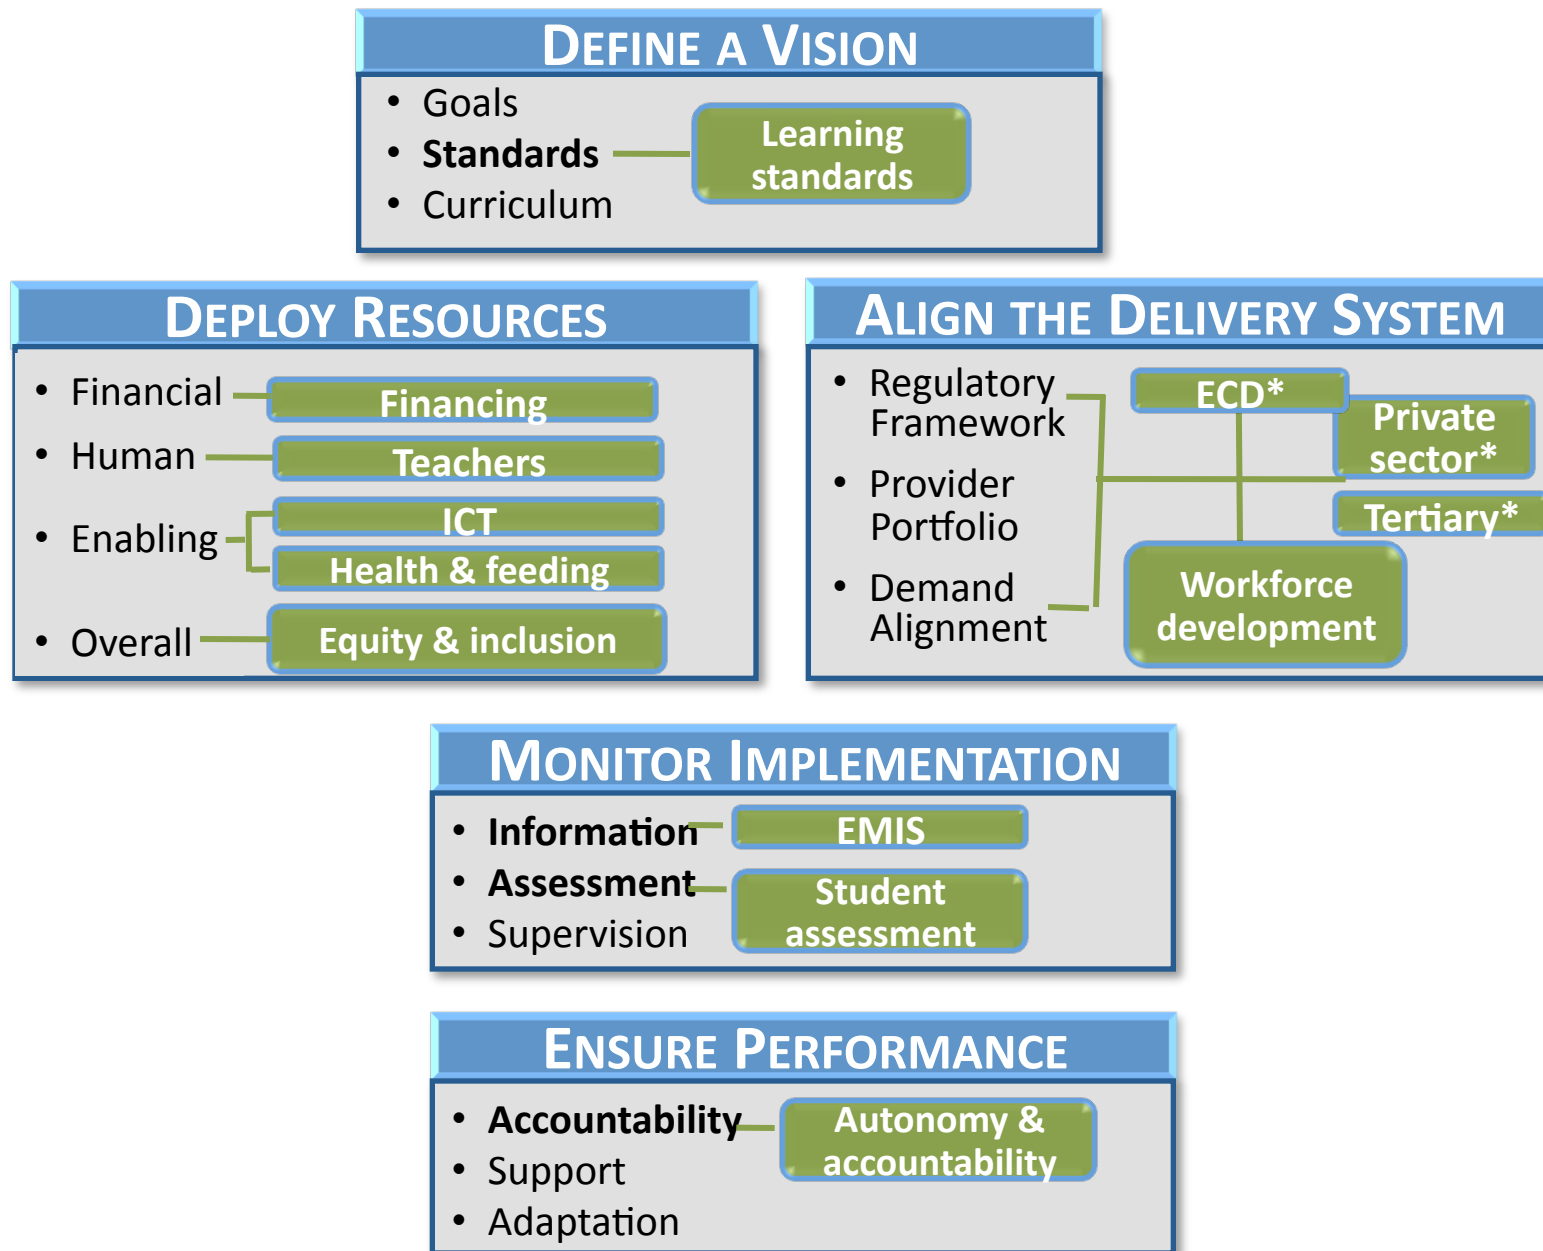 DEFINE A VISION
• Goals
• Standards
• Curriculum
Learning
standards
DEPLOY RESOURCES
• Financial
Financing
• Human
Teachers
• Enabling
ICT
Health & feeding
• Overall
Equity & inclusion
ALIGN THE DELIVERY SYSTEM
• Regulatory
Framework
• Provider
Portfolio
• Demand
Alignment
ECD*
Private
sector*
Tertiary*
Workforce
development
MONITOR IMPLEMENTATION
• Information
EMIS
• Assessment
Student
assessment
• Supervision
ENSURE PERFORMANCE
• Accountability
Autonomy &
accountability
• Support
• Adaptation